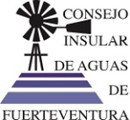 CONSEJO
INSULAR
DE AGUAS
DE
FUERTEVENTURA